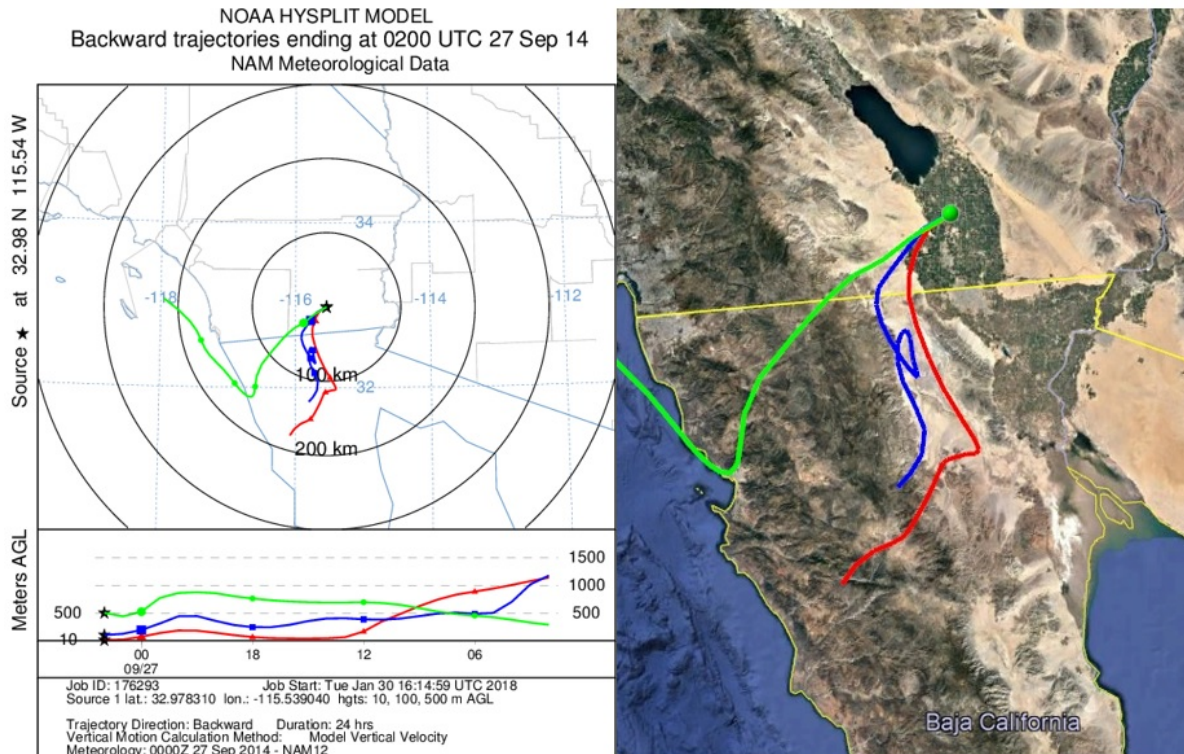 NOAA HYSPLIT MODEL
Backward trajectories ending at 0200 UTC 27 Sep 14
NAM Meteorological Data
Source ★ at 32.98 N 115.54 W
34
-118
-116
-114
-112
100 km
32
200 km
Meters AGL
1500
1000
500
500
10
00
18
12
06
09/27
Job ID: 176293 Job Start: Tue Jan 30 16:14:59 UTC 2018
Source 1 lat.: 32.978310 lon.: -115.539040 hgts: 10, 100, 500 m AGL
Trajectory Direction: Backward Duration: 24 hrs
Vertical Motion Calculation Method: Model Vertical Velocity
Meteorology: 0000Z 27 Sep 2014 - NAM12
Baja California